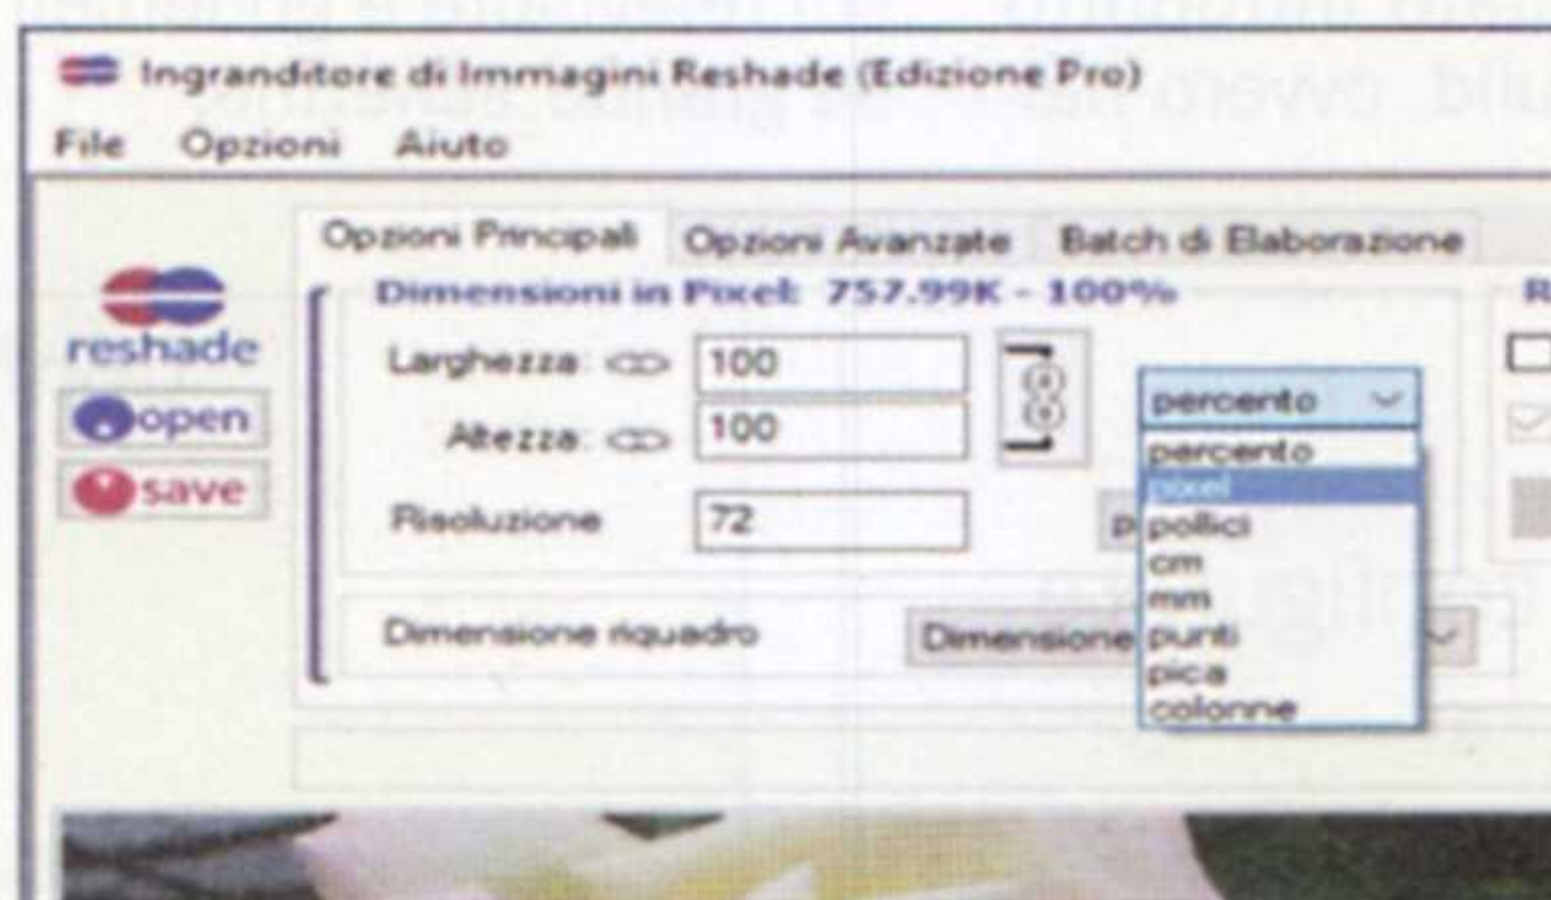 Ingranditore di Immagini Reshade (Edizione Pro)
File Opzioni Aiuto
Opzioni Principali Opzioni Avanzate Batch di Elaborazione
Dimensioni in Pixel: 757.99K - 100%
reshade
open
save
Larghezza: 100
Altezza: 100
percento
Risoluzione 72
Dimensione riquadro Dimensione
percento
pixel
pollici
cm
mm
punti
pica
colonne